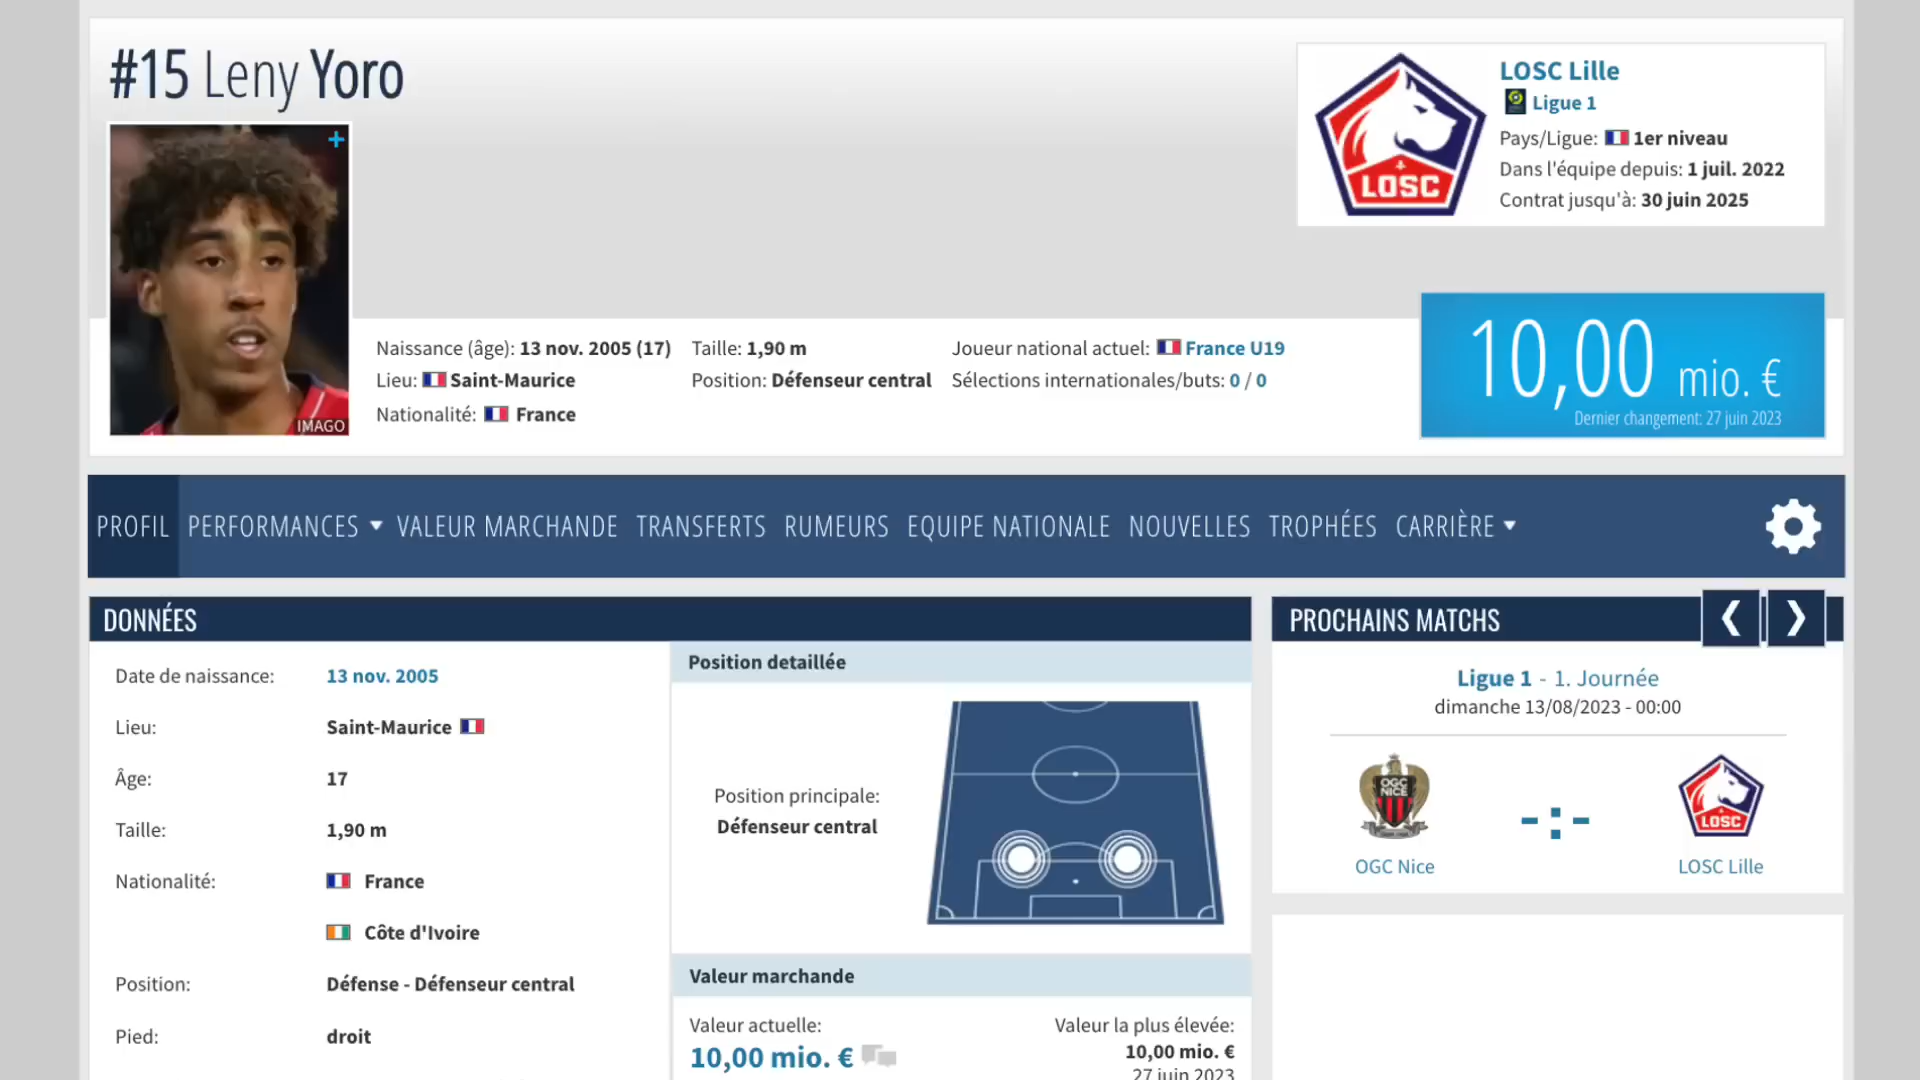 #15 Leny Yoro
IMAGO
LOSC
LOSC Lille
Ligue 1
Pays/Ligue: 1er niveau
Dans l'équipe depuis: 1 juil. 2022
Contrat jusqu'à: 30 juin 2025
Naissance (âge): 13 nov. 2005 (17)
Lieu: Saint-Maurice
Nationalité: France
Taille: 1,90 m
Position: Défenseur central
Joueur national actuel: France U19
Sélections internationales/buts: 0 / 0
10,00 mio. €
Dernier changement: 27 juin 2023
PROFIL PERFORMANCES VALEUR MARCHANDE TRANSFERTS RUMEURS EQUIPE NATIONALE NOUVELLES TROPHÉES CARRIÈRE
DONNÉES
Date de naissance: 13 nov. 2005
Lieu: Saint-Maurice
Âge: 17
Taille: 1,90 m
Nationalité: France
Côte d'Ivoire
Position: Défense - Défenseur central
Pied: droit
Position detaillée
Position principale:
Défenseur central
Valeur marchande
Valeur actuelle:
10,00 mio. €
Valeur la plus élevée:
10,00 mio. €
27 juin 2023
PROCHAINS MATCHS
Ligue 1 - 1. Journée
dimanche 13/08/2023 - 00:00
OGC
NICE
-:-
LOSC
OGC Nice
LOSC Lille